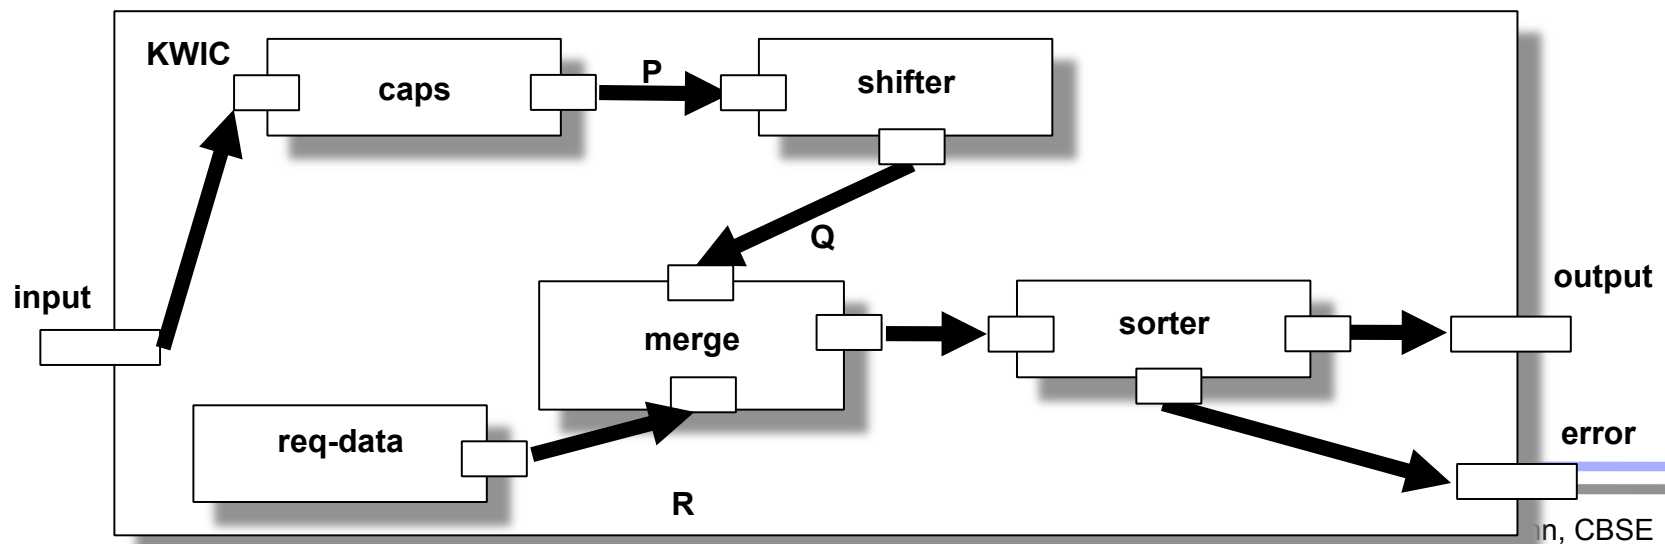 KWIC
caps
P
shifter
Q
input
output
merge
sorter
req-data
error
R
CBSE